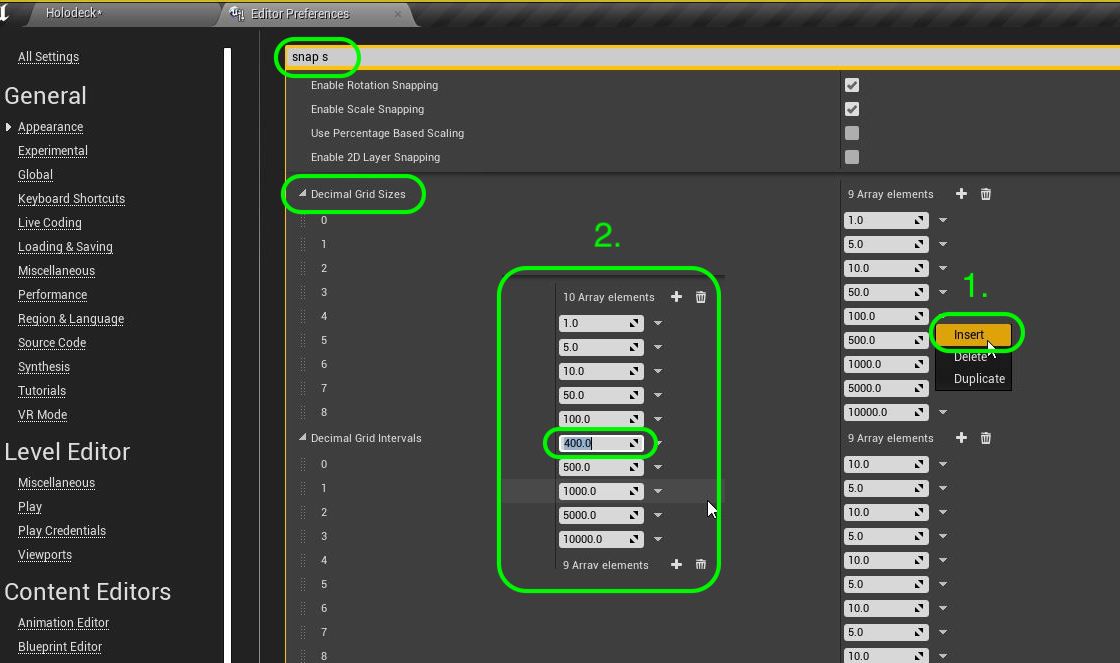 Holodeck*
Editor Preferences
All Settings
General
Appearance
Experimental
Global
Keyboard Shortcuts
Live Coding
Loading & Saving
Miscellaneous
Performance
Region & Language
Source Code
Synthesis
Tutorials
VR Mode
Level Editor
Miscellaneous
Play
Play Credentials
Viewports
Content Editors
Animation Editor
Blueprint Editor
snap s
Enable Rotation Snapping
Enable Scale Snapping
Use Percentage Based Scaling
Enable 2D Layer Snapping
Decimal Grid Sizes
9 Array elements
0
1.0
1
5.0
2
10.0
3
50.0
4
100.0
5
500.0
6
1000.0
7
5000.0
8
10000.0
1.
Insert
Delete
Duplicate
2.
10 Array elements
1.0
5.0
10.0
50.0
100.0
400.0
500.0
1000.0
5000.0
10000.0
9 Array elements
Decimal Grid Intervals
9 Array elements
0
10.0
1
5.0
2
10.0
3
5.0
4
10.0
5
5.0
6
10.0
7
5.0
8
10.0